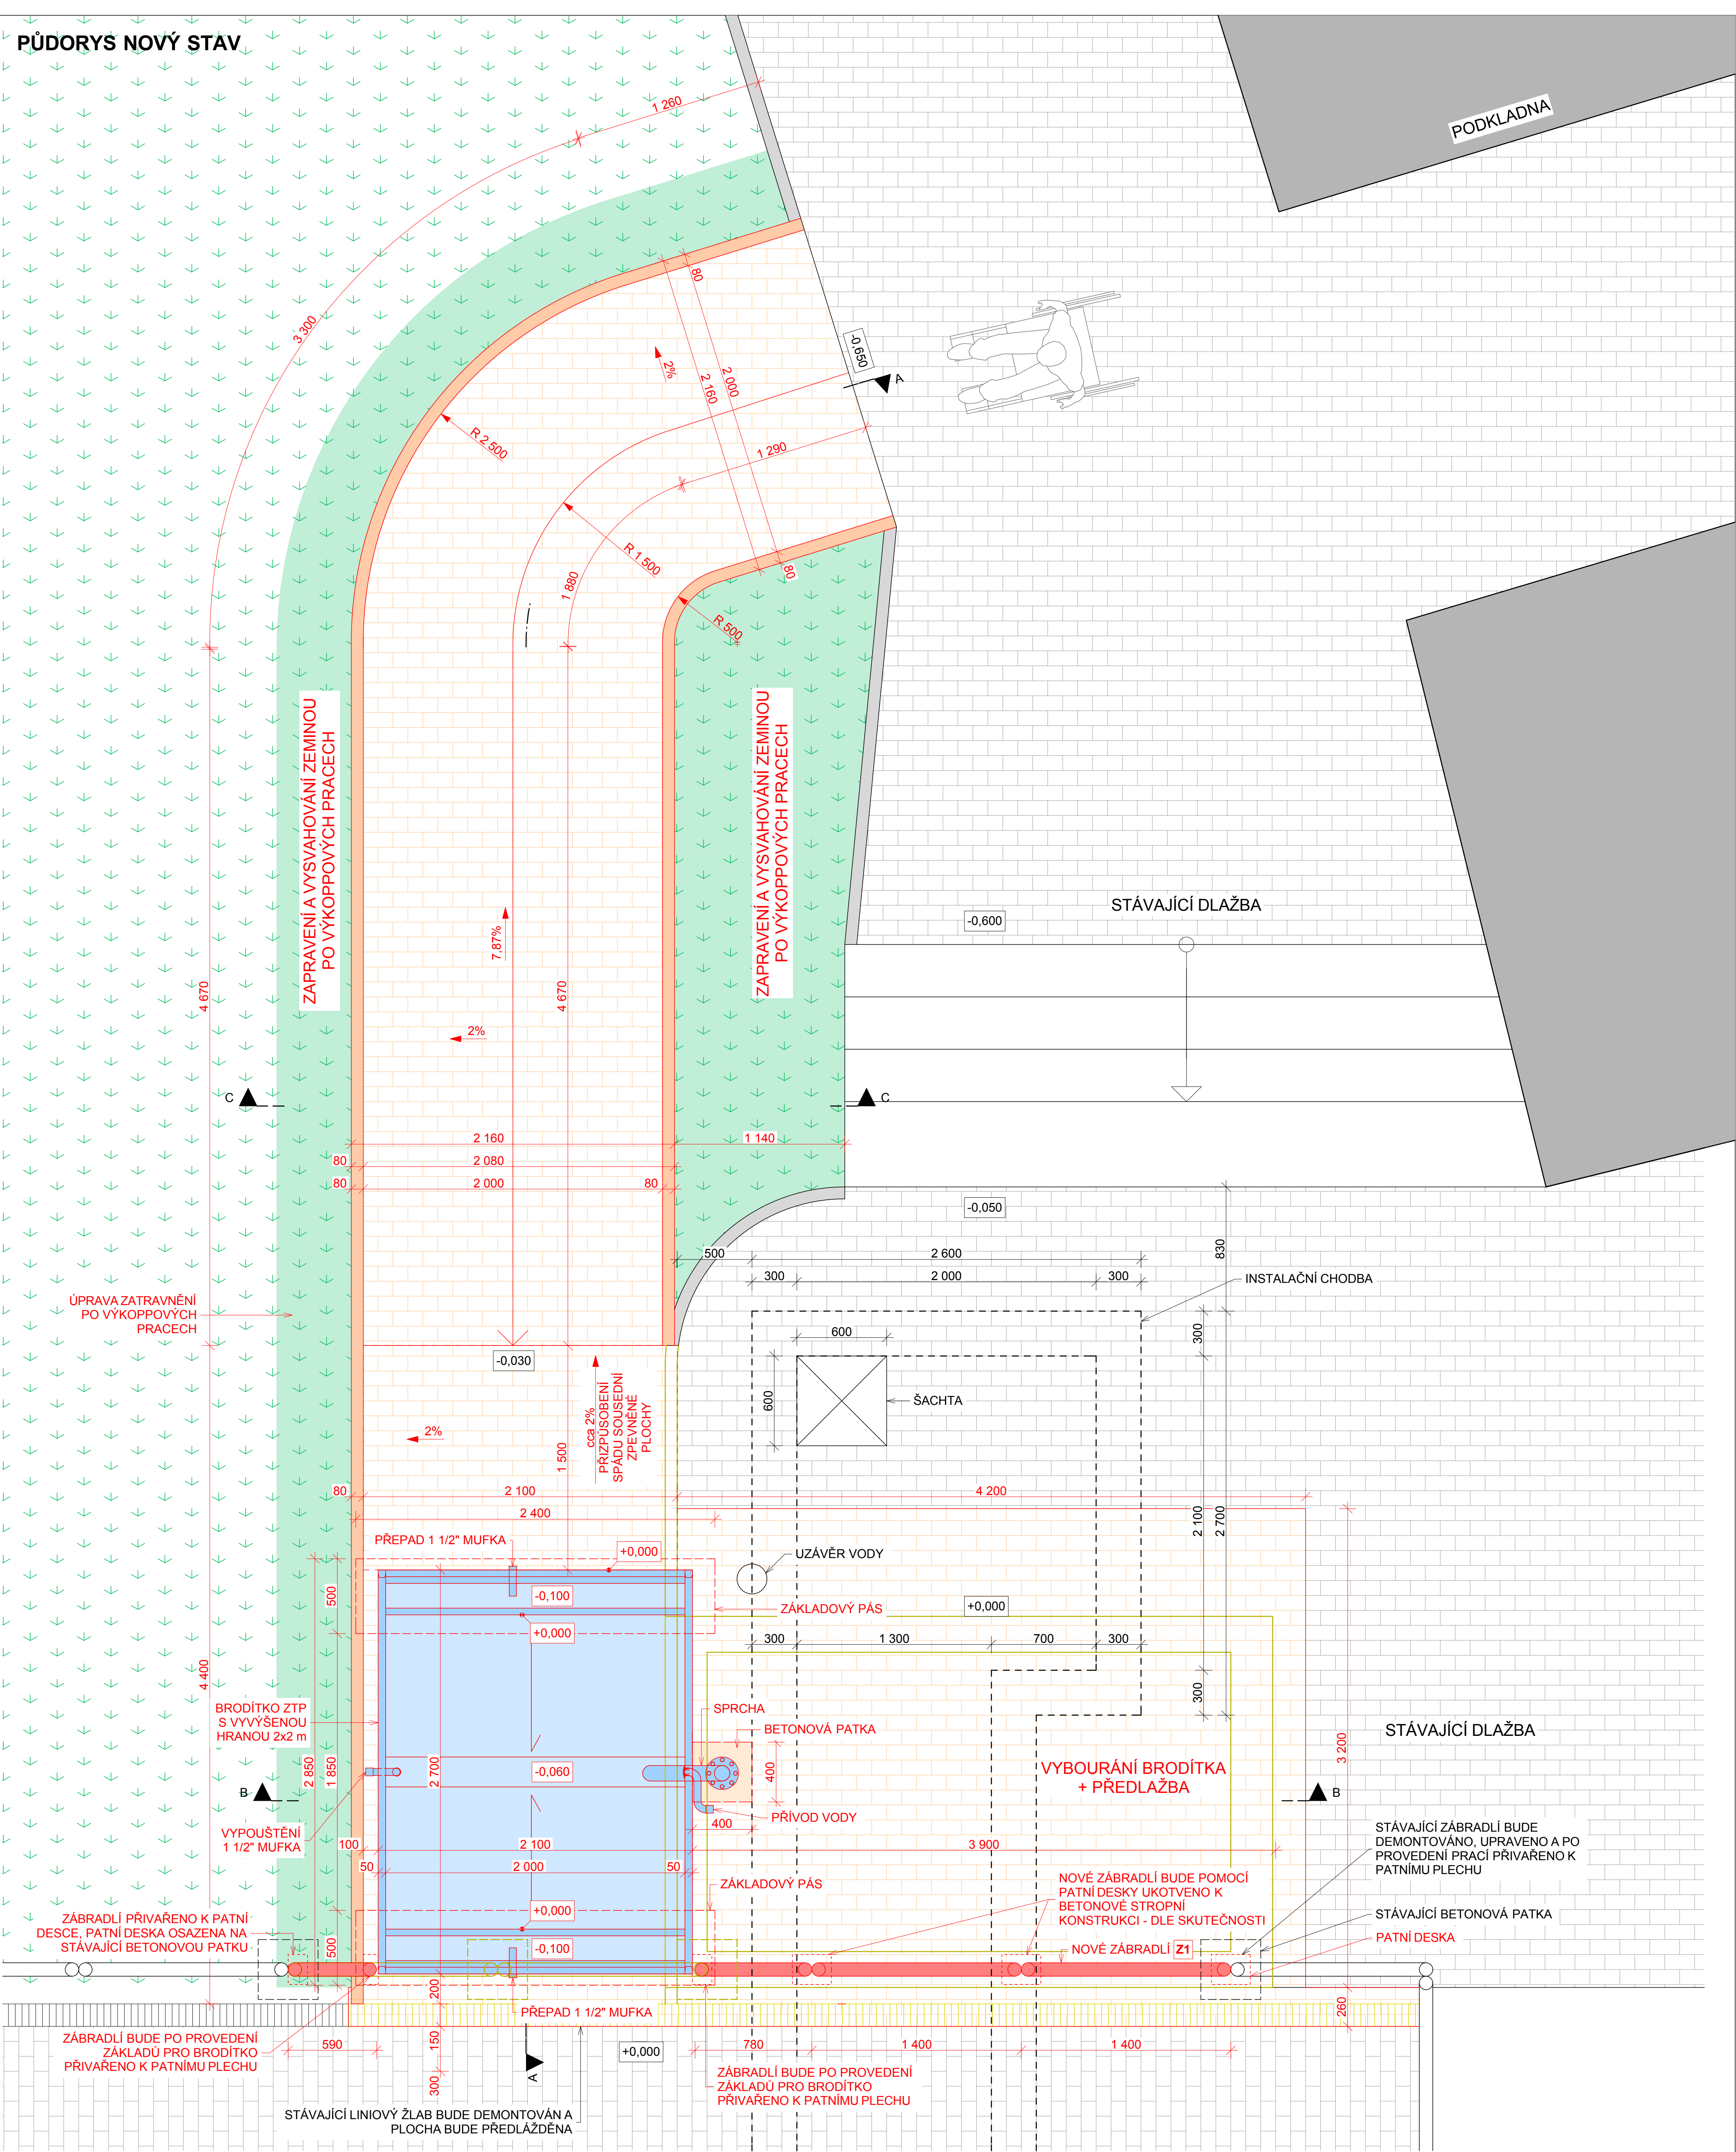 PŮDORYS NOVÝ STAV
PODKLADNA
1 260
3 300
80
-0,650
A
2%
2 160
2 000
R 2 500
1 290
R 1 500
1 880
80
R 500
ZAPRAVENÍ A VYSVAHOVÁNÍ ZEMINOU
PO VÝKOPPOVÝCH PRACECH
ZAPRAVENÍ A VYSVAHOVÁNÍ ZEMINOU
PO VÝKOPPOVÝCH PRACECH
STÁVAJÍCÍ DLAŽBA
-0,600
7,87%
4 670
4 670
2%
C
C
2 160
1 140
80
2 080
80
2 000
80
-0,050
500
2 600
830
300
2 000
300
INSTALAČNÍ CHODBA
ÚPRAVA ZATRAVNĚNÍ
PO VÝKOPPOVÝCH
PRACECH
600
300
-0,030
600
ŠACHTA
cca 2%
PŘIZPŮSOBENÍ
SPÁDU SOUSEDNÍ
ZPEVNĚNÉ
PLOCHY
2%
1 500
80
2 100
4 200
2 400
2 100
2 700
PŘEPAD 1 1/2" MUFKA
+0,000
UZÁVĚR VODY
500
-0,100
ZÁKLADOVÝ PÁS
+0,000
+0,000
300
1 300
700
300
4 400
300
BRODÍTKO ZTP
S VYVÝŠENOU
HRANOU 2x2 m
SPRCHA
BETONOVÁ PATKA
STÁVAJÍCÍ DLAŽBA
3 200
2 850
1 850
2 700
-0,060
400
VYBOURÁNÍ BRODÍTKA
+ PŘEDLAŽBA
B
B
PŘÍVOD VODY
400
VYPOUŠTĚNÍ
1 1/2" MUFKA
100
2 100
3 900
STÁVAJÍCÍ ZÁBRADLÍ BUDE
DEMONTOVÁNO, UPRAVENO A PO
PROVEDENÍ PRACÍ PŘIVAŘENO K
PATNÍMU PLECHU
50
2 000
50
ZÁKLADOVÝ PÁS
NOVÉ ZÁBRADLÍ BUDE POMOCÍ
PATNÍ DESKY UKOTVENO K
BETONOVÉ STROPNÍ
KONSTRUKCI - DLE SKUTEČNOSTI
+0,000
STÁVAJÍCÍ BETONOVÁ PATKA
ZÁBRADLÍ PŘIVAŘENO K PATNÍ
DESCE, PATNÍ DESKA OSAZENA NA
STÁVAJÍCÍ BETONOVOU PATKU
500
-0,100
NOVÉ ZÁBRADLÍ Z1
PATNÍ DESKA
200
260
PŘEPAD 1 1/2" MUFKA
ZÁBRADLÍ BUDE PO PROVEDENÍ
ZÁKLADŮ PRO BRODÍTKO
PŘIVAŘENO K PATNÍMU PLECHU
590
150
+0,000
780
1 400
1 400
A
300
ZÁBRADLÍ BUDE PO PROVEDENÍ
ZÁKLADŮ PRO BRODÍTKO
PŘIVAŘENO K PATNÍMU PLECHU
STÁVAJÍCÍ LINIOVÝ ŽLAB BUDE DEMONTOVÁN A
PLOCHA BUDE PŘEDLÁŽDĚNA